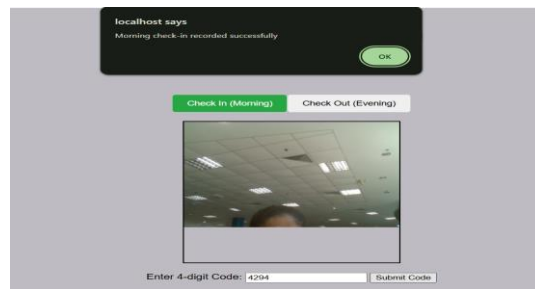 localhost says
Morning check-in recorded successfully
OK
Check In (Morning) Check Out (Evening)
Enter 4-digit Code: 4294 Submit Code